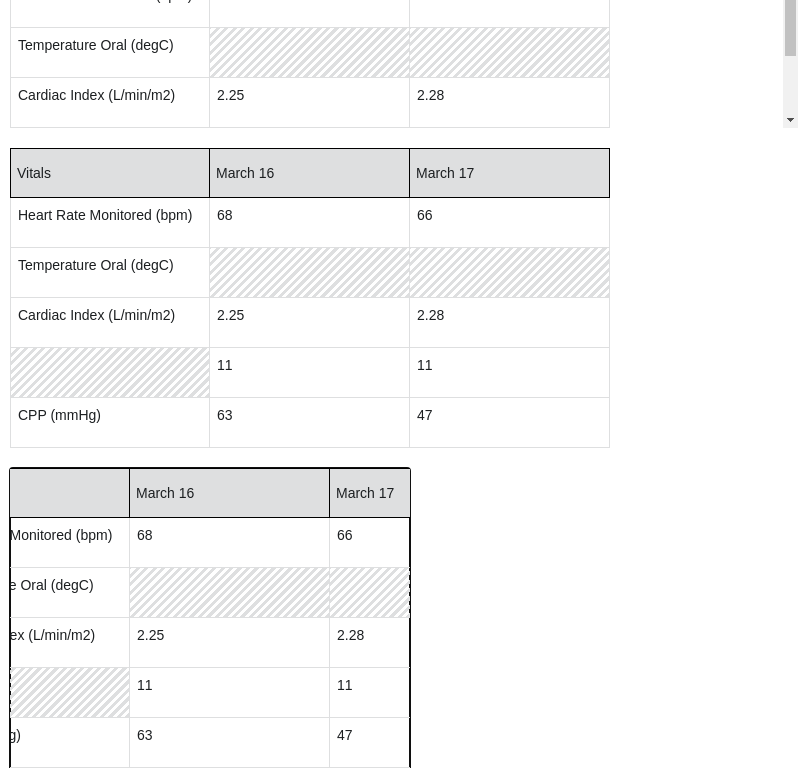 Temperature Oral (degC)
Cardiac Index (L/min/m2) 2.25 2.28
Vitals March 16 March 17
Heart Rate Monitored (bpm) 68 66
Temperature Oral (degC)
Cardiac Index (L/min/m2) 2.25 2.28
11 11
CPP (mmHg) 63 47
March 16 March 17
Monitored (bpm) 68 66
e Oral (degC)
ex (L/min/m2) 2.25 2.28
11 11
g) 63 47